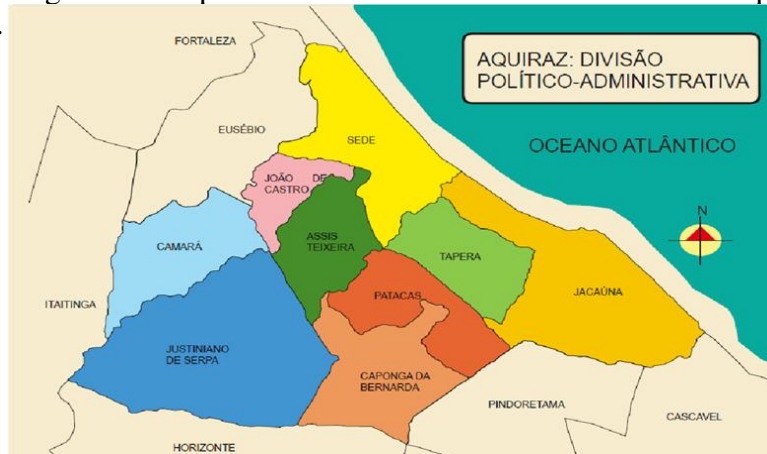 FORTALEZA
AQUIRAZ: DIVISÃO
POLÍTICO-ADMINISTRATIVA
EUSÉBIO
SEDE
OCEANO ATLÂNTICO
JOÃO DE
CASTRO
N
CAMARÁ
ASSIS
TEIXEIRA
TAPERA
ITAITINGA
PATACAS
JACAÚNA
JUSTINIANO
DE SERPA
CAPONGA DA
BERNARDA
PINDORETAMA
CASCAVEL
HORIZONTE